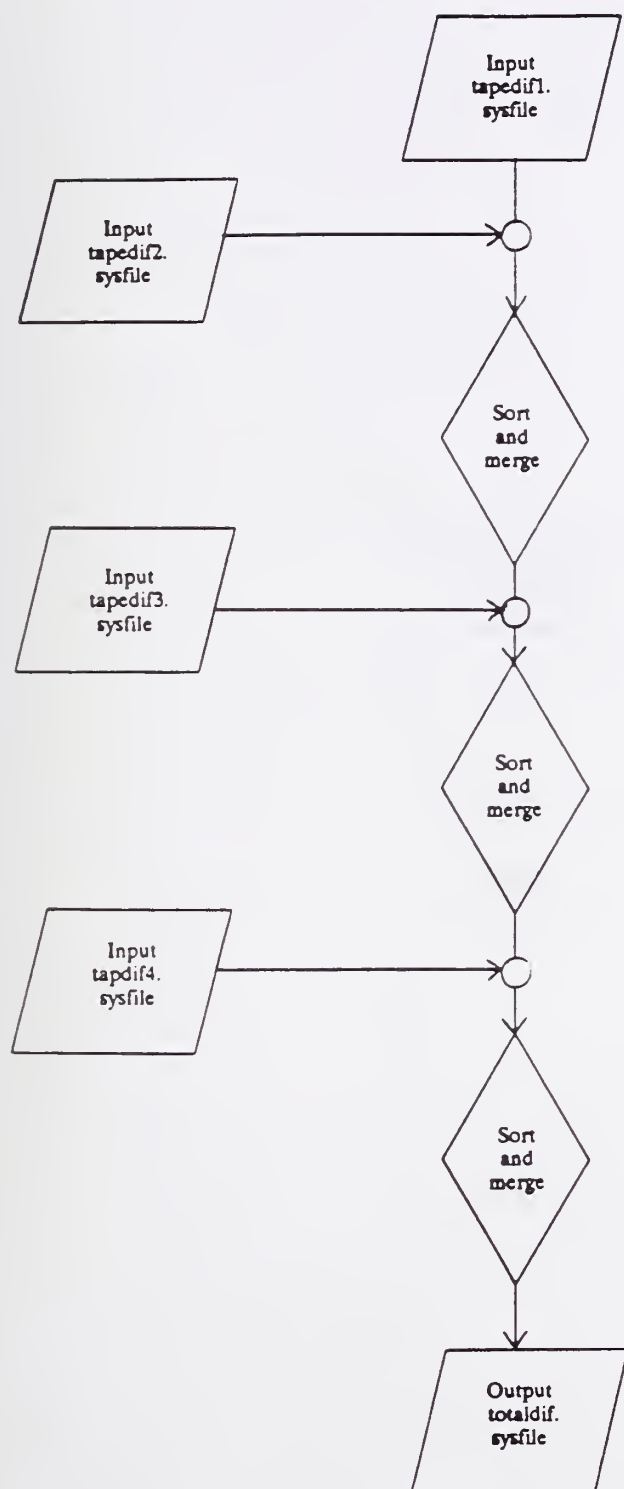 Input
tapedif1.
sysfile
Input
tapedif2.
sysfile
Sort
and
merge
Input
tapedif3.
sysfile
Sort
and
merge
Input
tapdif4.
sysfile
Sort
and
merge
Output
totaldif.
sysfile